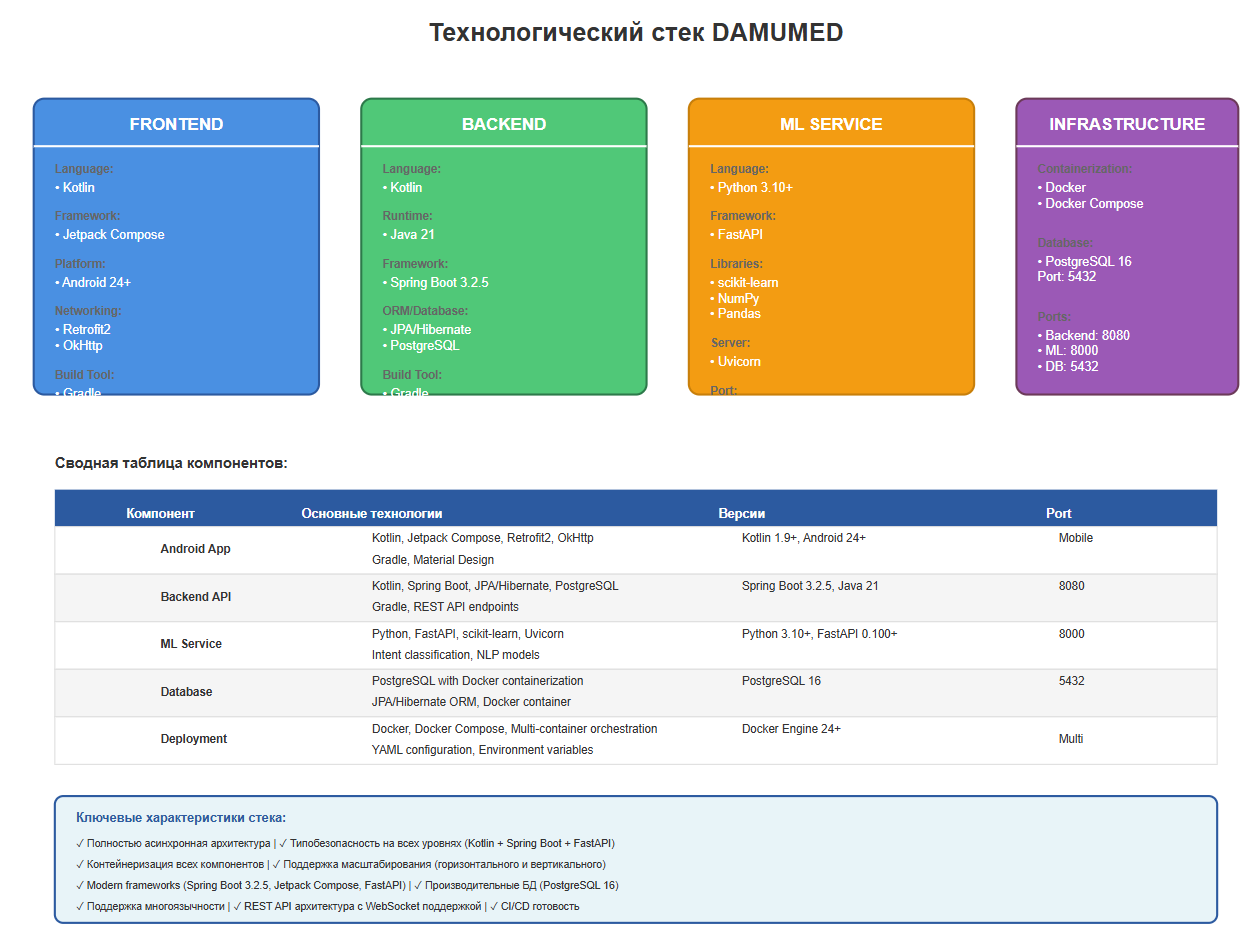 Технологический стек DAMUMED
FRONTEND
Language:
• Kotlin
Framework:
• Jetpack Compose
Platform:
• Android 24+
Networking:
• Retrofit2
• OkHttp
Build Tool:
• Gradle
BACKEND
Language:
• Kotlin
Runtime:
• Java 21
Framework:
• Spring Boot 3.2.5
ORM/Database:
• JPA/Hibernate
• PostgreSQL
Build Tool:
• Gradle
ML SERVICE
Language:
• Python 3.10+
Framework:
• FastAPI
Libraries:
• scikit-learn
• NumPy
• Pandas
Server:
• Uvicorn
Port:
INFRASTRUCTURE
Containerization:
• Docker
• Docker Compose
Database:
• PostgreSQL 16
Port: 5432
Ports:
• Backend: 8080
• ML: 8000
• DB: 5432
Сводная таблица компонентов:
Компонент Основные технологии Версии Port
Android App
Kotlin, Jetpack Compose, Retrofit2, OkHttp
Gradle, Material Design
Kotlin 1.9+, Android 24+
Mobile
Backend API
Kotlin, Spring Boot, JPA/Hibernate, PostgreSQL
Gradle, REST API endpoints
Spring Boot 3.2.5, Java 21
8080
ML Service
Python, FastAPI, scikit-learn, Uvicorn
Intent classification, NLP models
Python 3.10+, FastAPI 0.100+
8000
Database
PostgreSQL with Docker containerization
JPA/Hibernate ORM, Docker container
PostgreSQL 16
5432
Deployment
Docker, Docker Compose, Multi-container orchestration
YAML configuration, Environment variables
Docker Engine 24+
Multi
Ключевые характеристики стека:
✓ Полностью асинхронная архитектура | ✓ Типобезопасность на всех уровнях (Kotlin + Spring Boot + FastAPI)
✓ Контейнеризация всех компонентов | ✓ Поддержка масштабирования (горизонтального и вертикального)
✓ Modern frameworks (Spring Boot 3.2.5, Jetpack Compose, FastAPI) | ✓ Производительные БД (PostgreSQL 16)
✓ Поддержка многоязычности | ✓ REST API архитектура с WebSocket поддержкой | ✓ CI/CD готовость